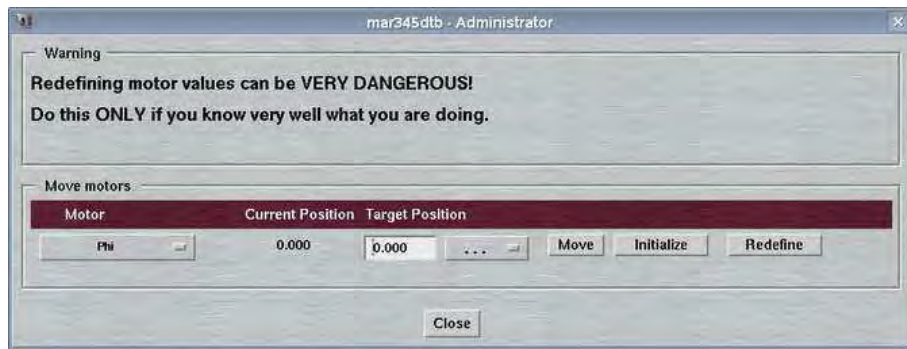 mar345dtb - Administrator
Warning
Redefining motor values can be VERY DANGEROUS!
Do this ONLY if you know very well what you are doing.
Move motors
Motor Current Position Target Position
Phi 0.000 0.000 ... Move Initialize Redefine
Close